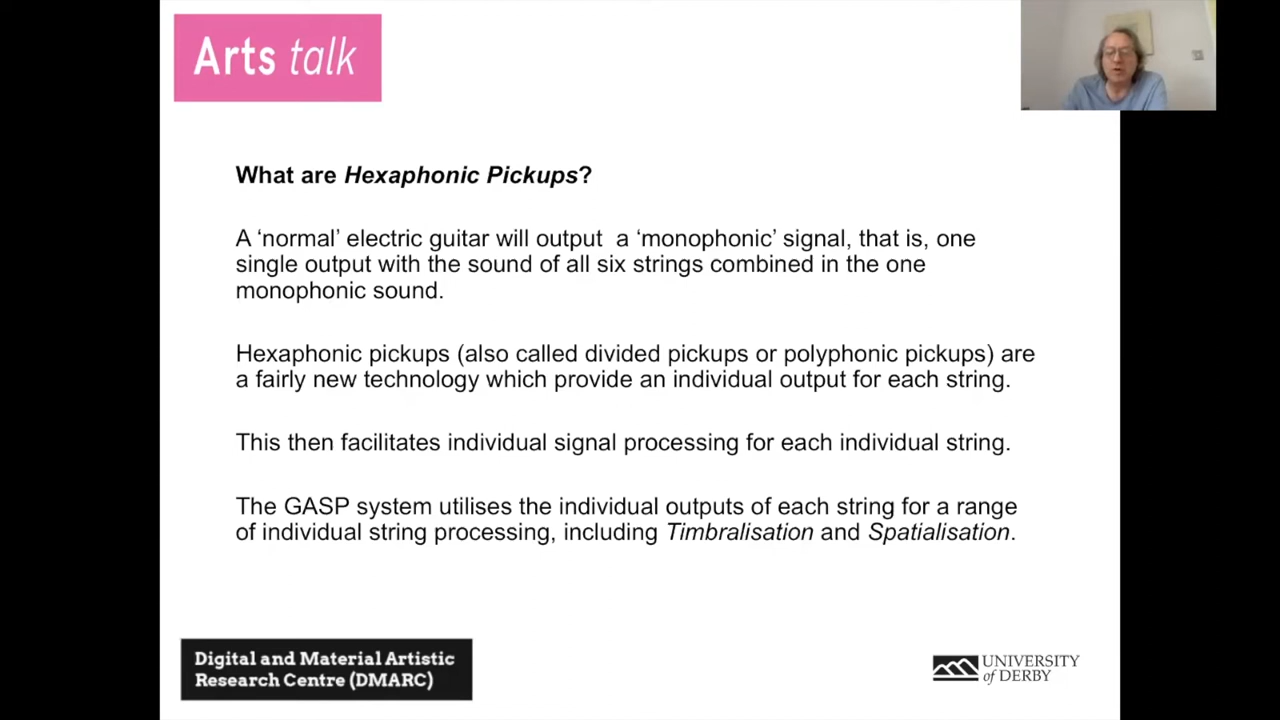 Arts talk
What are Hexaphonic Pickups?
A ‘normal’ electric guitar will output a ‘monophonic’ signal, that is, one
single output with the sound of all six strings combined in the one
monophonic sound.
Hexaphonic pickups (also called divided pickups or polyphonic pickups) are
a fairly new technology which provide an individual output for each string.
This then facilitates individual signal processing for each individual string.
The GASP system utilises the individual outputs of each string for a range
of individual string processing, including Timbralisation and Spatialisation.
Digital and Material Artistic
Research Centre (DMARC)
UNIVERSITY
of DERBY